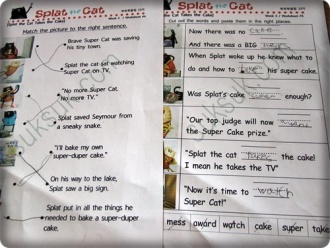 Splat the Cat
Match the picture to the right sentence.
Brave Super Cat was saving
his tiny town.
Splat the cat was watching
Super Cat on TV.
"No more Super Cat.
No more TV."
Splat saved Seymour from
a sneaky snake.
"I'll bake my own
super-duper cake."
On his way to the lake,
Splat saw a big sign.
Splat put in all the things he
needed to bake a super-duper
cake.
Splat the Cat
Cut out the words and paste them in the right places.
Now there was no
And there was a BIG
When Splat woke up he knew what to
do and how to his super cake.
Was Splat's cake enough?
"Our top judge will now
the Super Cake prize."
"Splat the cat takes the cake!
I mean he takes the TV"
"Now it's time to watch
Super Cat!"
mess award watch cake super take